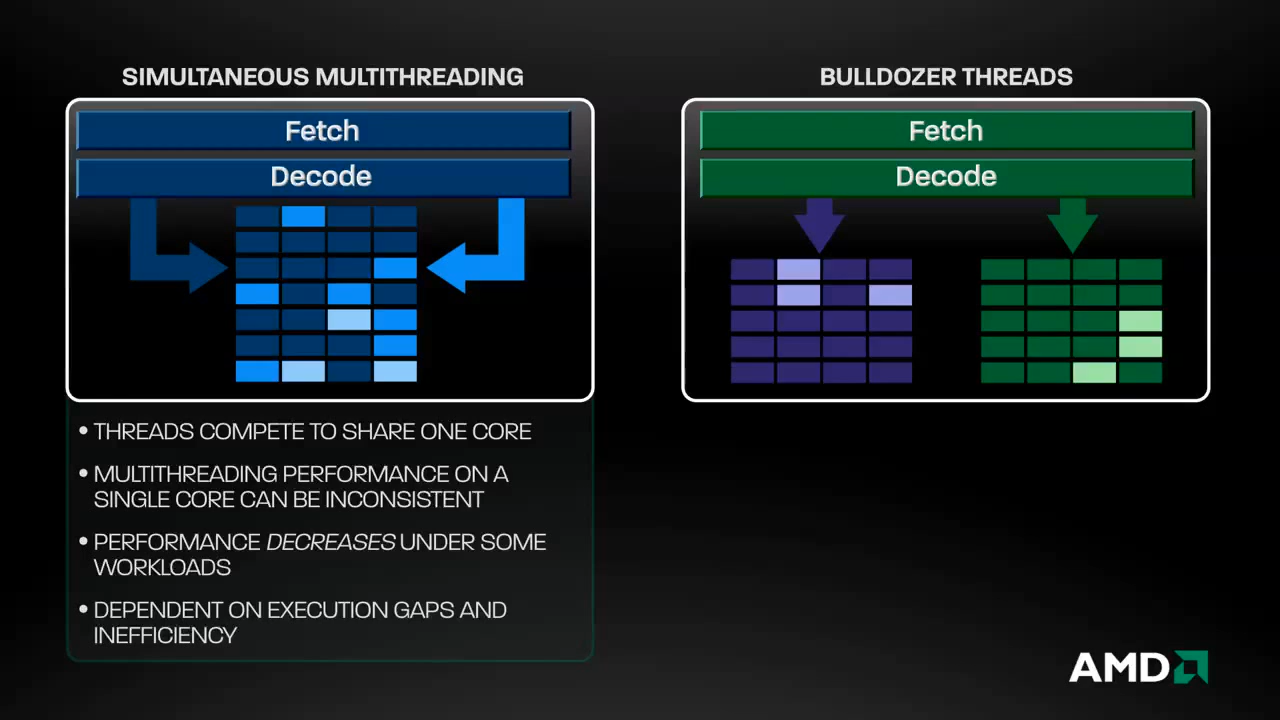 SIMULTANEOUS MULTITHREADING
Fetch
Decode
• THREADS COMPETE TO SHARE ONE CORE
• MULTITHREADING PERFORMANCE ON A
SINGLE CORE CAN BE INCONSISTENT
• PERFORMANCE DECREASES UNDER SOME
WORKLOADS
• DEPENDENT ON EXECUTION GAPS AND
INEFFICIENCY
BULLDOZER THREADS
Fetch
Decode
AMD